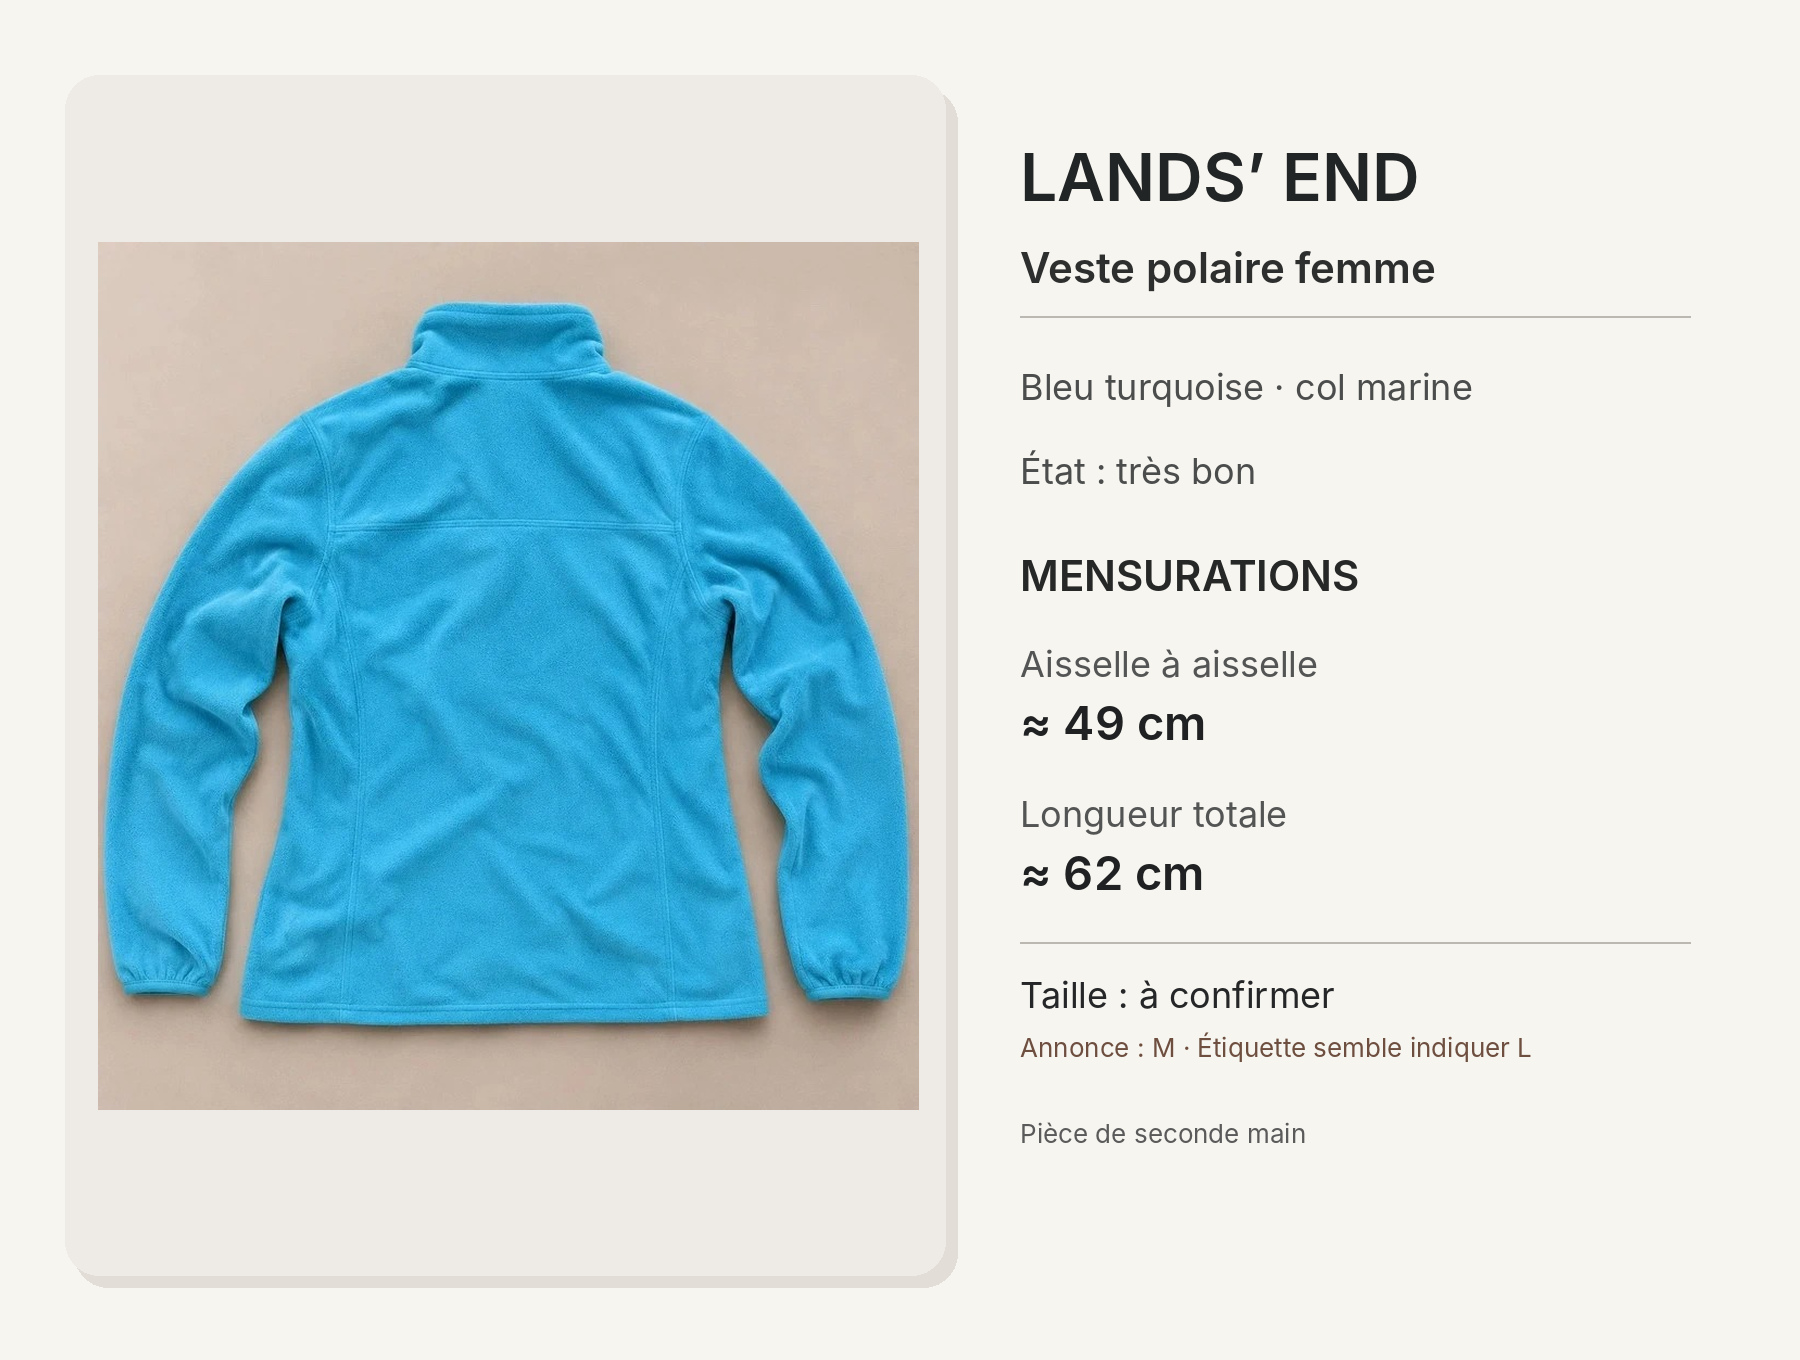 LANDS’ END
Veste polaire femme
Bleu turquoise · col marine
État : très bon
MENSURATIONS
Aisselle à aisselle
≈ 49 cm
Longueur totale
≈ 62 cm
Taille : à confirmer
Annonce : M · Étiquette semble indiquer L
Pièce de seconde main